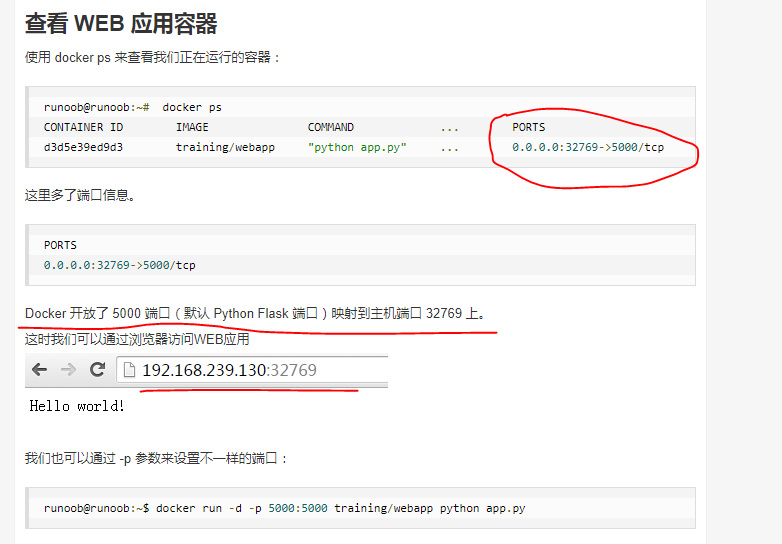 查看 WEB 应用容器
使用 docker ps 来查看我们正在运行的容器：
runoob@runoob:~#  docker ps
CONTAINER ID        IMAGE               COMMAND             ...        PORTS
d3d5e39ed9d3        training/webapp     "python app.py"     ...        0.0.0.0:32769->5000/tcp
这里多了端口信息。
PORTS
0.0.0.0:32769->5000/tcp
Docker 开放了 5000 端口（默认 Python Flask 端口）映射到主机端口 32769 上。
这时我们可以通过浏览器访问WEB应用
192.168.239.130:32769
Hello world!
我们也可以通过 -p 参数来设置不一样的端口：
runoob@runoob:~$ docker run -d -p 5000:5000 training/webapp python app.py